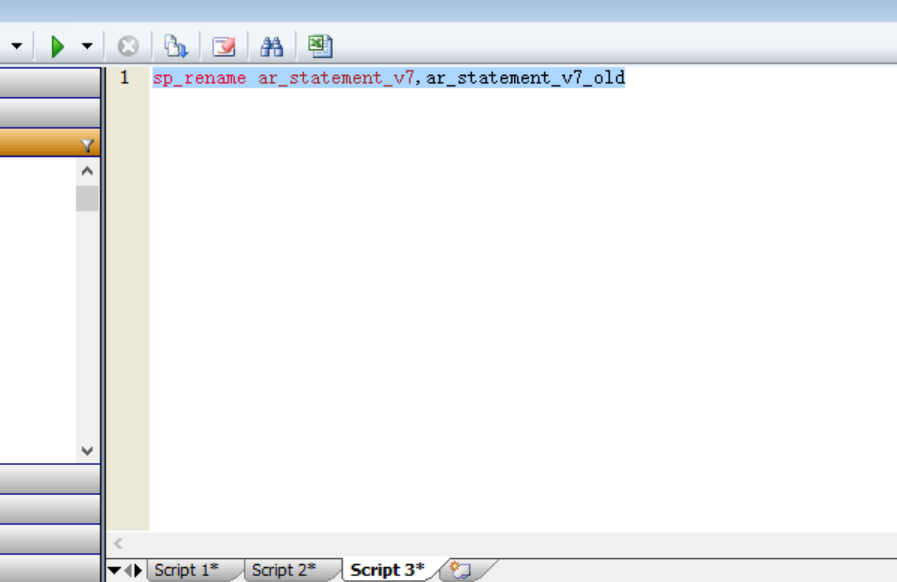 1 sp_rename ar_statement_v7,ar_statement_v7_old
Script 1* Script 2* Script 3*